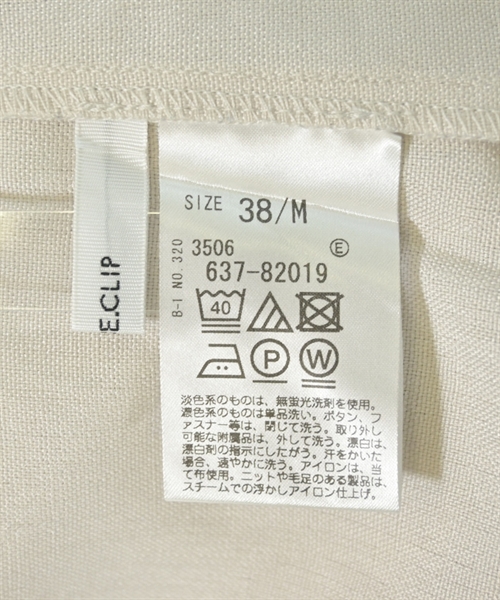 SIZE 38/M
3506 Ⓔ
637-82019
B-I NO.320
40
P W
E.CLIP
淡色系のものは、無蛍光洗剤を使用。
濃色系のものは単品洗い。ボタン、フ
ァスナー等は、閉じて洗う。取り外し
可能な附属品は、外して洗う。漂白は、
漂白剤の指示にしたがう。汗をかいた
場合、速やかに洗う。アイロンは、当
て布使用。ニットや毛足のある製品は、
スチームでの浮かしアイロン仕上げ。